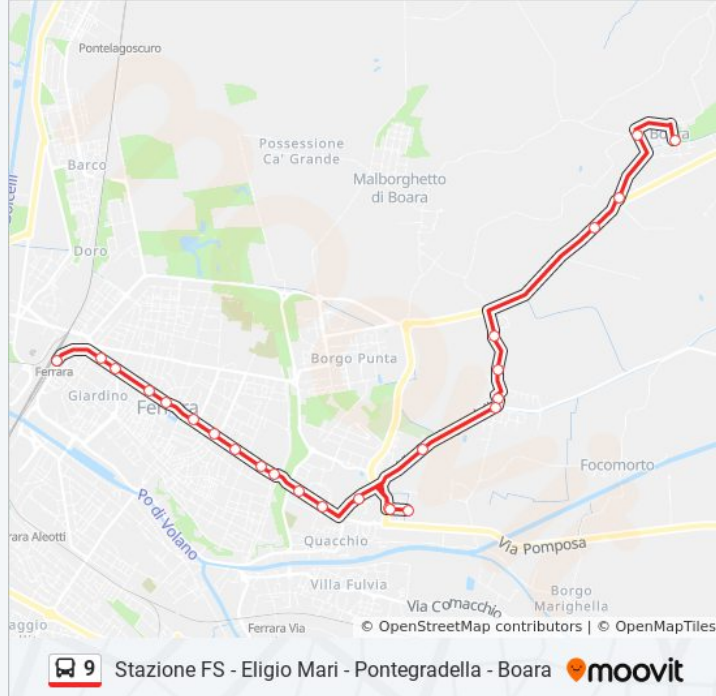 Pontelagoscuro
Boara
Barco
Possessione
Ca' Grande
Malborghetto
di Boara
Doro
Borgo Punta
Ferrara
Giardino
Ferrara
Focomorto
Po di Volano
rara Aleotti
Quacchio
Via Pomposa
Villa Fulvia
Borgo
Marighella
Via Comacchio
aggio
Ferrara Via
© OpenStreetMap contributors | © OpenMapTiles
9 Stazione FS - Eligio Mari - Pontegradella - Boara moovit